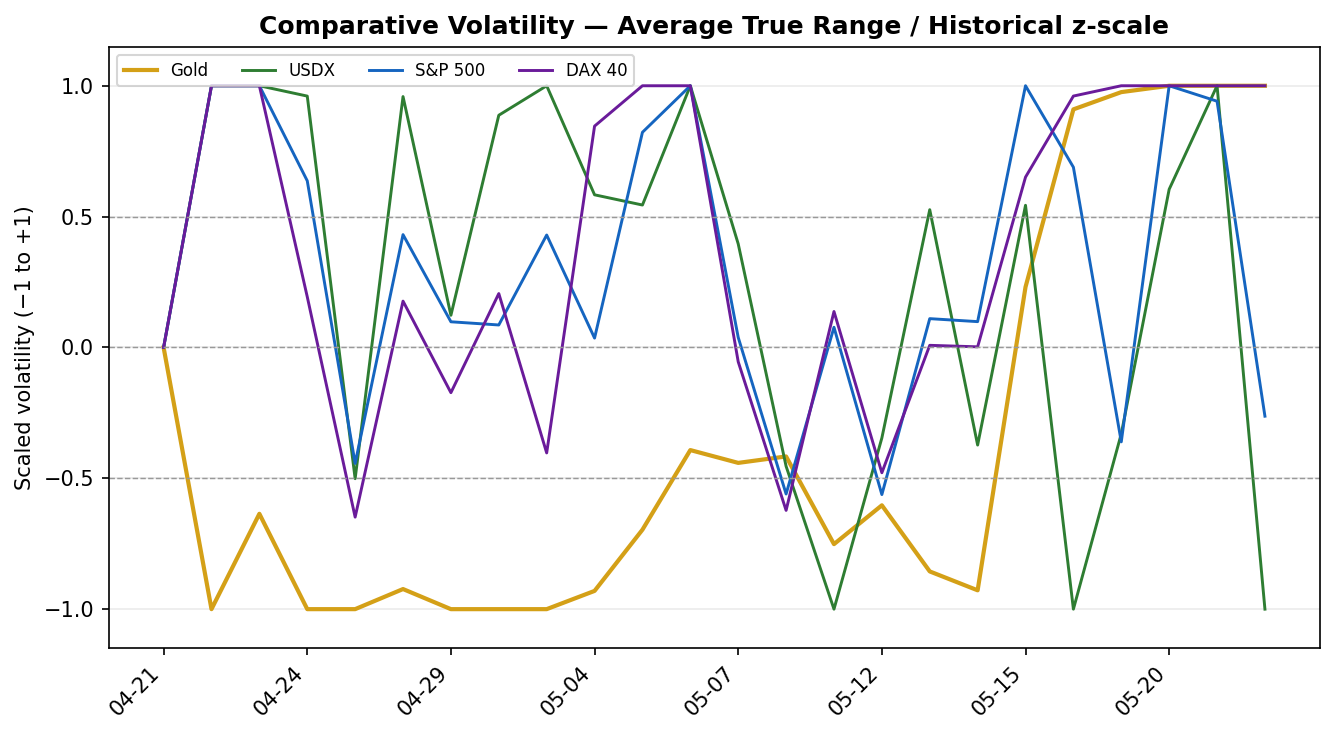 Comparative Volatility — Average True Range / Historical z-scale
Gold USDX S&P 500 DAX 40
Scaled volatility (−1 to +1)
1.0
0.5
0.0
−0.5
−1.0
04-21 04-24 04-29 05-04 05-07 05-12 05-15 05-20